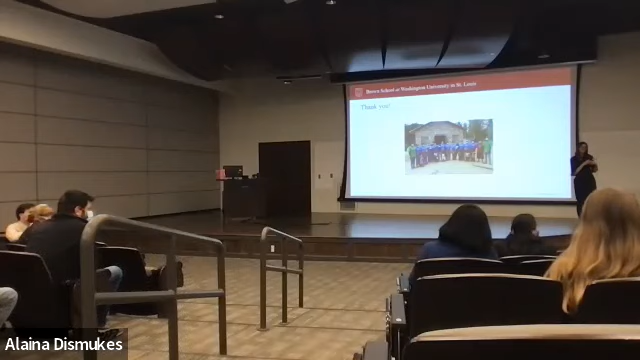 Brown School at Washington University in St. Louis
Thank you!
Alaina Dismukes